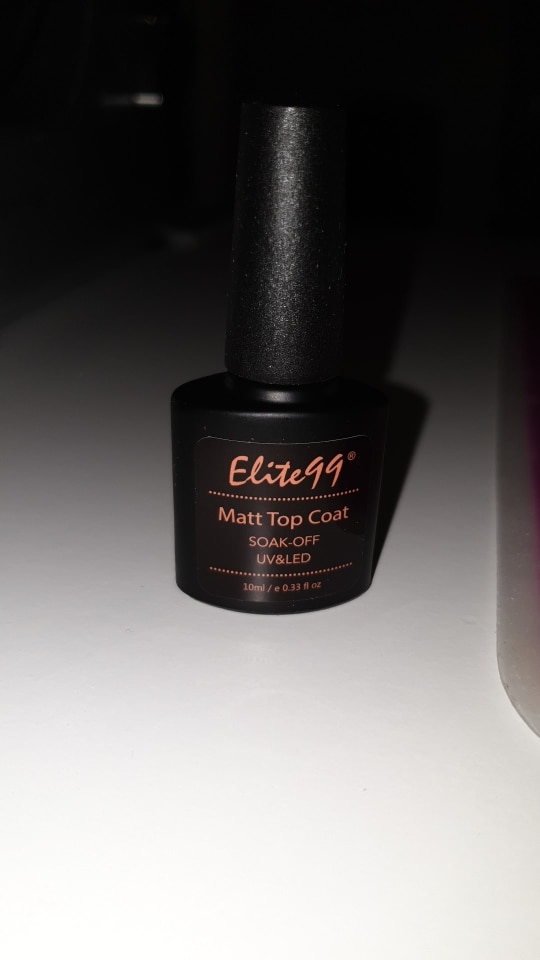 Elite99®
Matt Top Coat
SOAK-OFF
UV&LED
10ml / e 0.33 fl oz